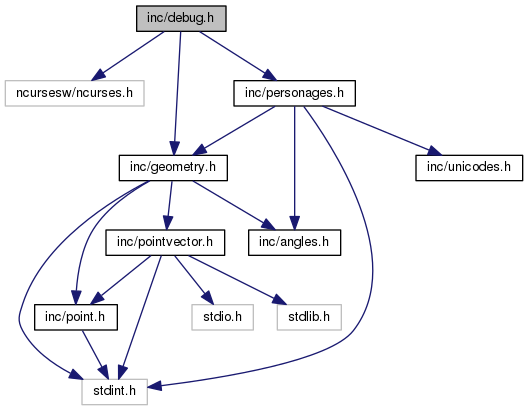 inc/debug.h
ncursesw/ncurses.h
inc/personages.h
inc/geometry.h
inc/unicodes.h
inc/pointvector.h
inc/angles.h
inc/point.h
stdio.h
stdlib.h
stdint.h